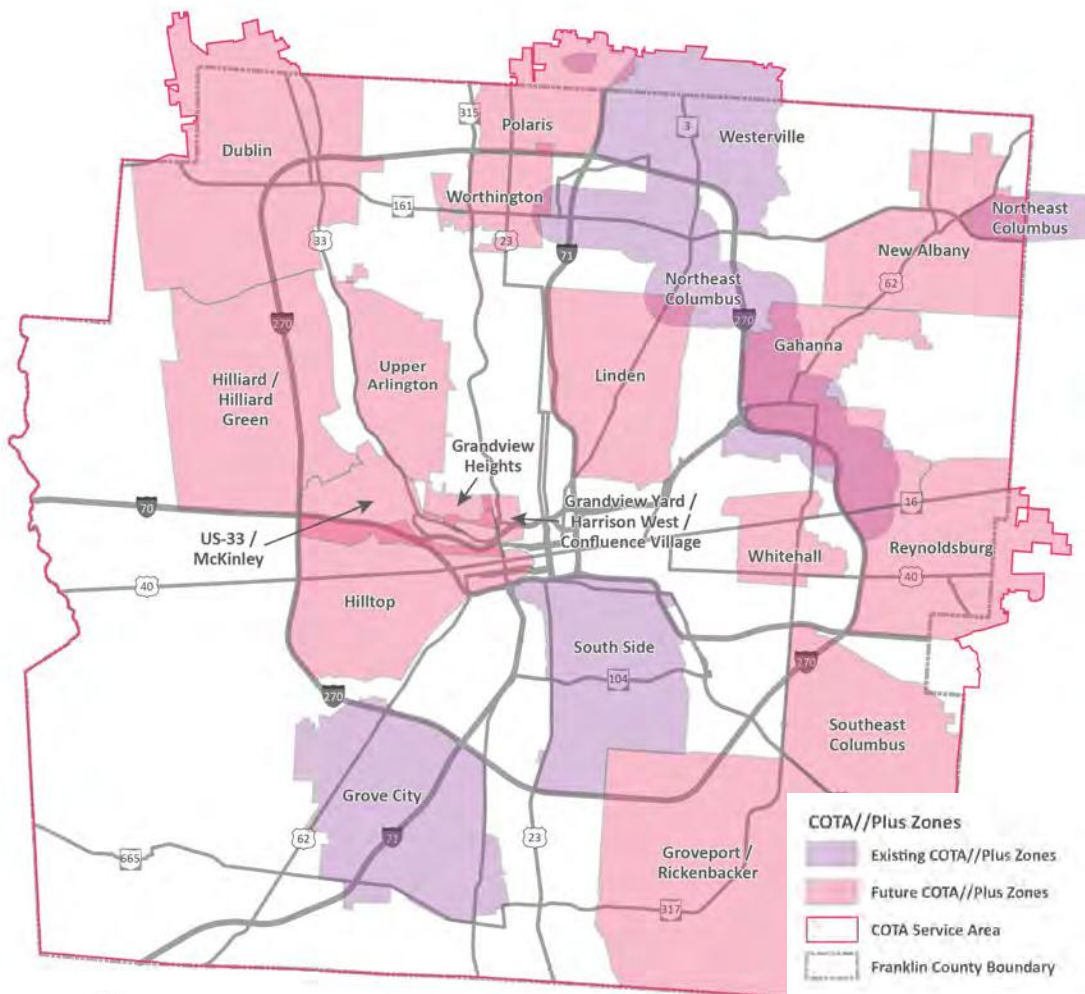 315
Polaris
3
Westerville
Dublin
Worthington
161
33
23
71
Northeast
Columbus
New Albany
62
Northeast
Columbus
270
270
Gahanna
Upper
Arlington
Linden
Hilliard /
Hilliard
Green
Grandview
Heights
Grandview Yard /
Harrison West /
Confluence Village
16
70
US-33 /
McKinley
Whitehall
Reynoldsburg
40
40
Hilltop
South Side
104
270
270
Southeast
Columbus
Grove City
62
71
23
665
Groveport /
Rickenbacker
317
COTA//Plus Zones
Existing COTA//Plus Zones
Future COTA//Plus Zones
COTA Service Area
Franklin County Boundary